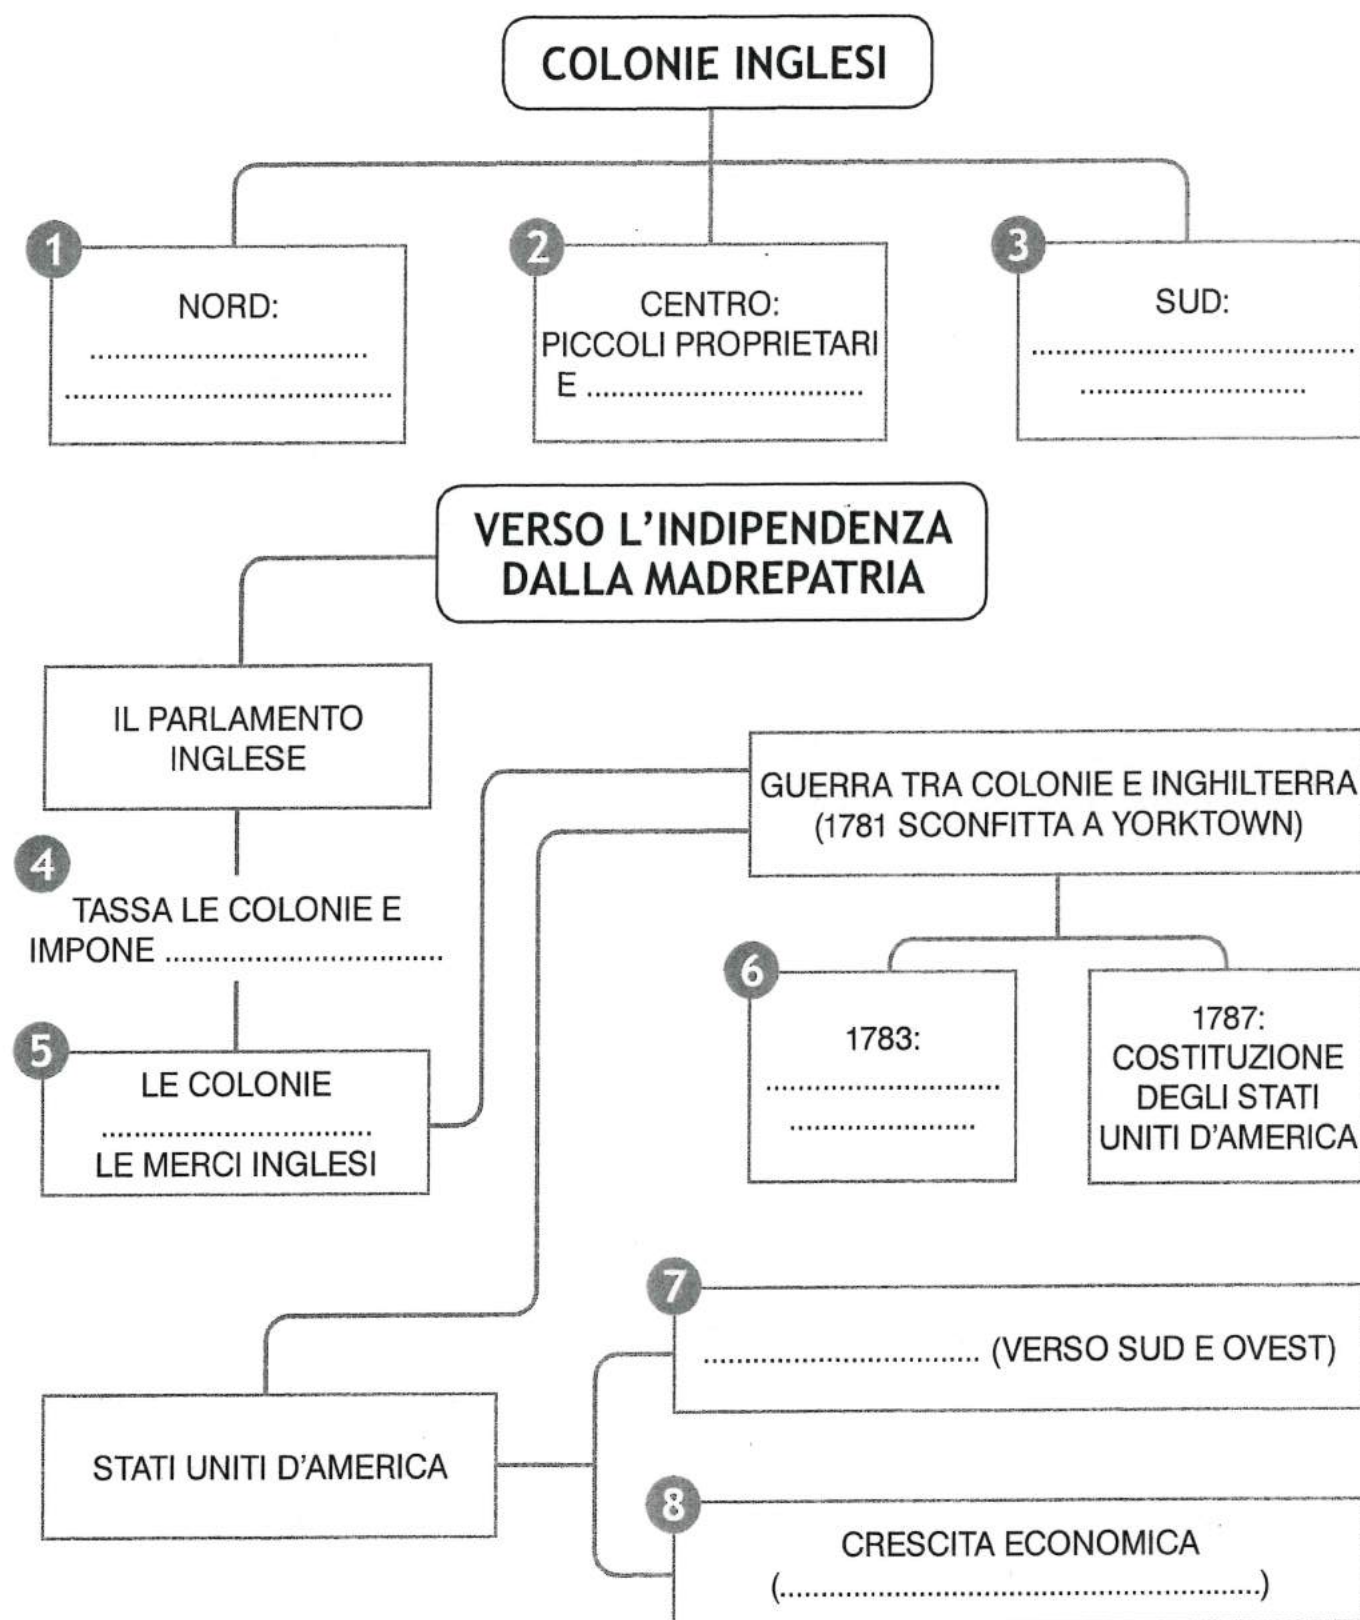 COLONIE INGLESI
1
NORD:
....................................
..........................................
2
CENTRO:
PICCOLI PROPRIETARI
E ....................................
3
SUD:
..........................................
.............................
VERSO L'INDIPENDENZA
DALLA MADREPATRIA
IL PARLAMENTO
INGLESE
4
TASSA LE COLONIE E
IMPONE ....................................
5
LE COLONIE
...................................
LE MERCI INGLESI
GUERRA TRA COLONIE E INGHILTERRA
(1781 SCONFITTA A YORKTOWN)
6
1783:
..............................
........................
1787:
COSTITUZIONE
DEGLI STATI
UNITI D'AMERICA
STATI UNITI D'AMERICA
7
.................................... (VERSO SUD E OVEST)
8
CRESCITA ECONOMICA
(..............................................................)